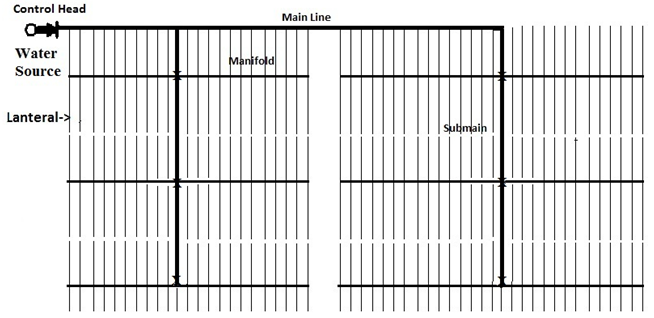 Control Head
Main Line
Water
Source
Manifold
Lanteral->
Submain